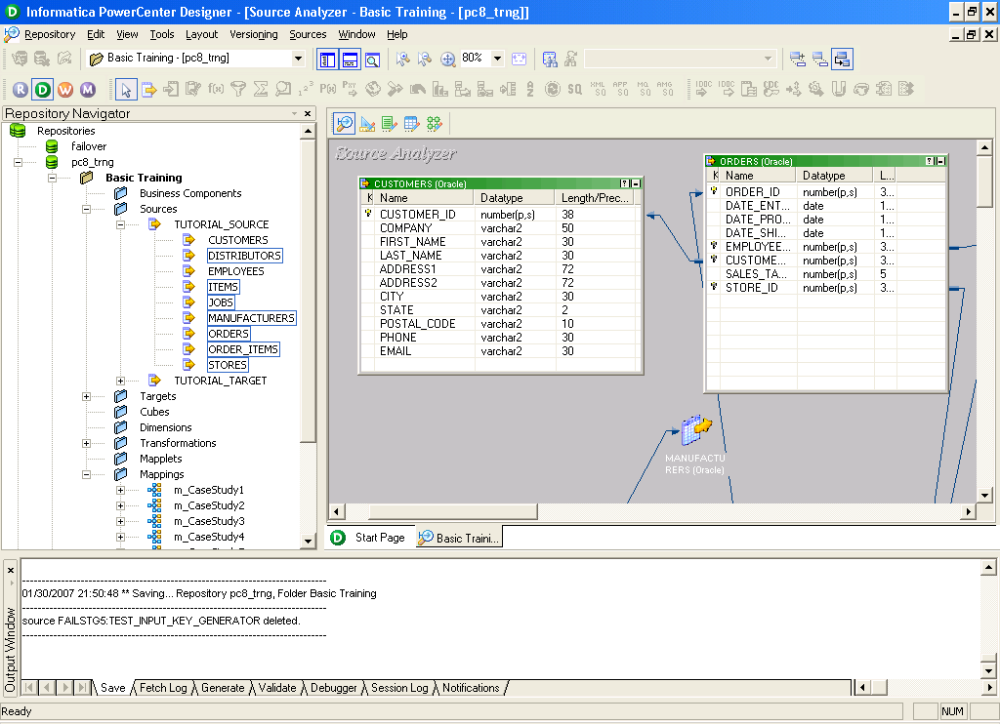 Informatica PowerCenter Designer - [Source Analyzer - Basic Training - [pc8_trng]]
Repository Edit View Tools Layout Versioning Sources Window Help
Basic Training - [pc8_trng] 80%
R D W M
Repository Navigator
Repositories
failover
pc8_trng
Basic Training
Business Components
Sources
TUTORIAL_SOURCE
CUSTOMERS
DISTRIBUTORS
EMPLOYEES
ITEMS
JOBS
MANUFACTURERS
ORDERS
ORDER_ITEMS
STORES
TUTORIAL_TARGET
Targets
Cubes
Dimensions
Transformations
Mapplets
Mappings
m_CaseStudy1
m_CaseStudy2
m_CaseStudy3
m_CaseStudy4
Source Analyzer
CUSTOMERS (Oracle)
K Name Datatype Length/Prec...
CUSTOMER_ID number(p,s) 38
COMPANY varchar2 50
FIRST_NAME varchar2 30
LAST_NAME varchar2 30
ADDRESS1 varchar2 72
ADDRESS2 varchar2 72
CITY varchar2 30
STATE varchar2 2
POSTAL_CODE varchar2 10
PHONE varchar2 30
EMAIL varchar2 30
ORDERS (Oracle)
K Name Datatype L...
ORDER_ID number(p,s) 3...
DATE_ENT... date 1...
DATE_PRO... date 1...
DATE_SHI... date 1...
EMPLOYEE... number(p,s) 3...
CUSTOME... number(p,s) 3...
SALES_TA... number(p,s) 5
STORE_ID number(p,s) 3...
MANUFACTU
RERS (Oracle)
Start Page Basic Traini...
Output Window
01/30/2007 21:50:48 ** Saving... Repository pc8_trng, Folder Basic Training
source FAILSTG5:TEST_INPUT_KEY_GENERATOR deleted.
Save Fetch Log Generate Validate Debugger Session Log Notifications
Ready NUM